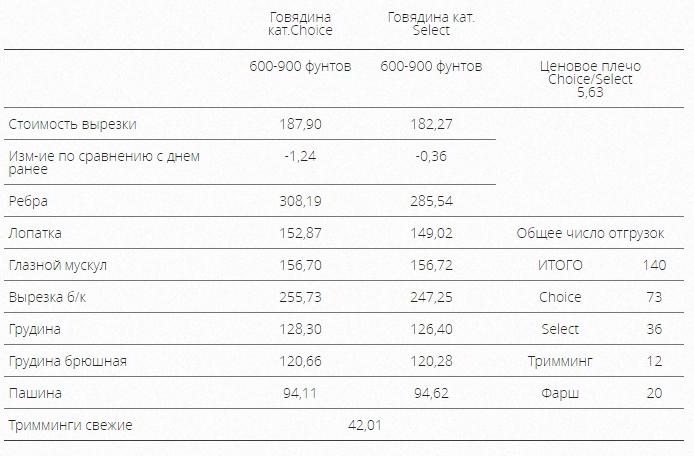 Говядина кат.Choice Говядина кат. Select
600-900 фунтов 600-900 фунтов Ценовое плечо Choice/Select 5,63
Стоимость вырезки 187,90 182,27
Изм-ие по сравнению с днем ранее -1,24 -0,36
Ребра 308,19 285,54
Лопатка 152,87 149,02 Общее число отгрузок
Глазной мускул 156,70 156,72 ИТОГО 140
Вырезка б/к 255,73 247,25 Choice 73
Грудина 128,30 126,40 Select 36
Грудина брюшная 120,66 120,28 Тримминг 12
Пашина 94,11 94,62 Фарш 20
Тримминги свежие 42,01